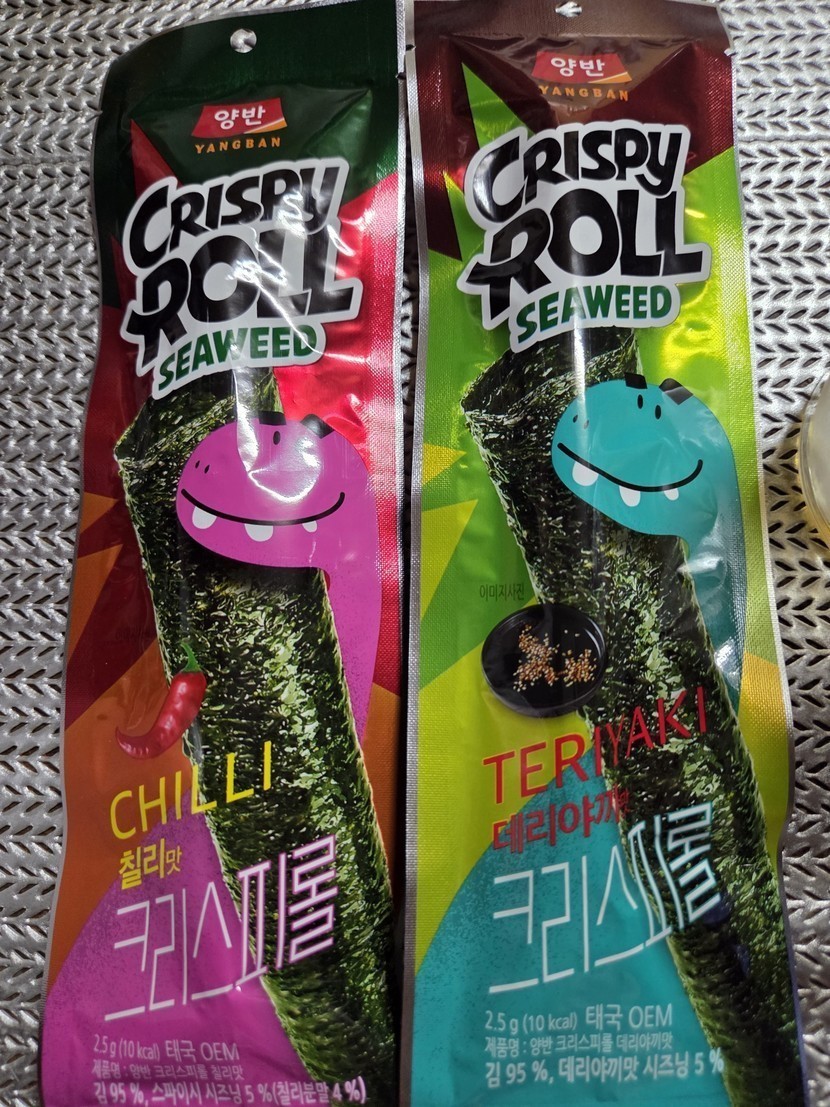 양반
YANGBAN
CRISPY
ROLL
SEAWEED
CHILLI
칠리맛
크리스피롤
2.5 g (10 kcal) 태국 OEM
제품명 : 양반 크리스피롤 칠리맛
김 95 %, 스파이시 시즈닝 5 %(칠리분말 4 %)
양반
YANGBAN
CRISPY
ROLL
SEAWEED
이미지사진
TERIYAKI
데리야끼맛
크리스피롤
2.5 g (10 kcal) 태국 OEM
제품명 : 양반 크리스피롤 데리야끼맛
김 95 %, 데리야끼맛 시즈닝 5 %